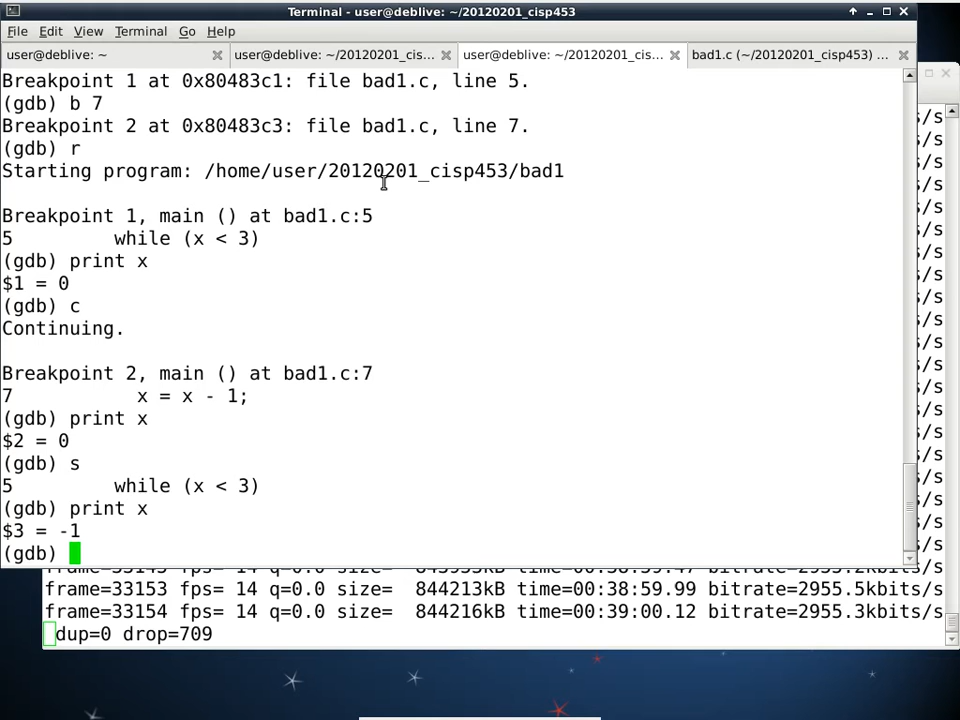 Terminal - user@deblive: ~/20120201_cisp453
File Edit View Terminal Go Help
user@deblive: ~
user@deblive: ~/20120201_cis...
user@deblive: ~/20120201_cis...
bad1.c (~/20120201_cisp453) ...
Breakpoint 1 at 0x80483c1: file bad1.c, line 5.
(gdb) b 7
Breakpoint 2 at 0x80483c3: file bad1.c, line 7.
(gdb) r
Starting program: /home/user/20120201_cisp453/bad1
Breakpoint 1, main () at bad1.c:5
5         while (x < 3)
(gdb) print x
$1 = 0
(gdb) c
Continuing.
Breakpoint 2, main () at bad1.c:7
7           x = x - 1;
(gdb) print x
$2 = 0
(gdb) s
5         while (x < 3)
(gdb) print x
$3 = -1
(gdb)
frame=33153 fps= 14 q=0.0 size=  844213kB time=00:38:59.99 bitrate=2955.5kbits/s
frame=33154 fps= 14 q=0.0 size=  844216kB time=00:39:00.12 bitrate=2955.3kbits/s
dup=0 drop=709